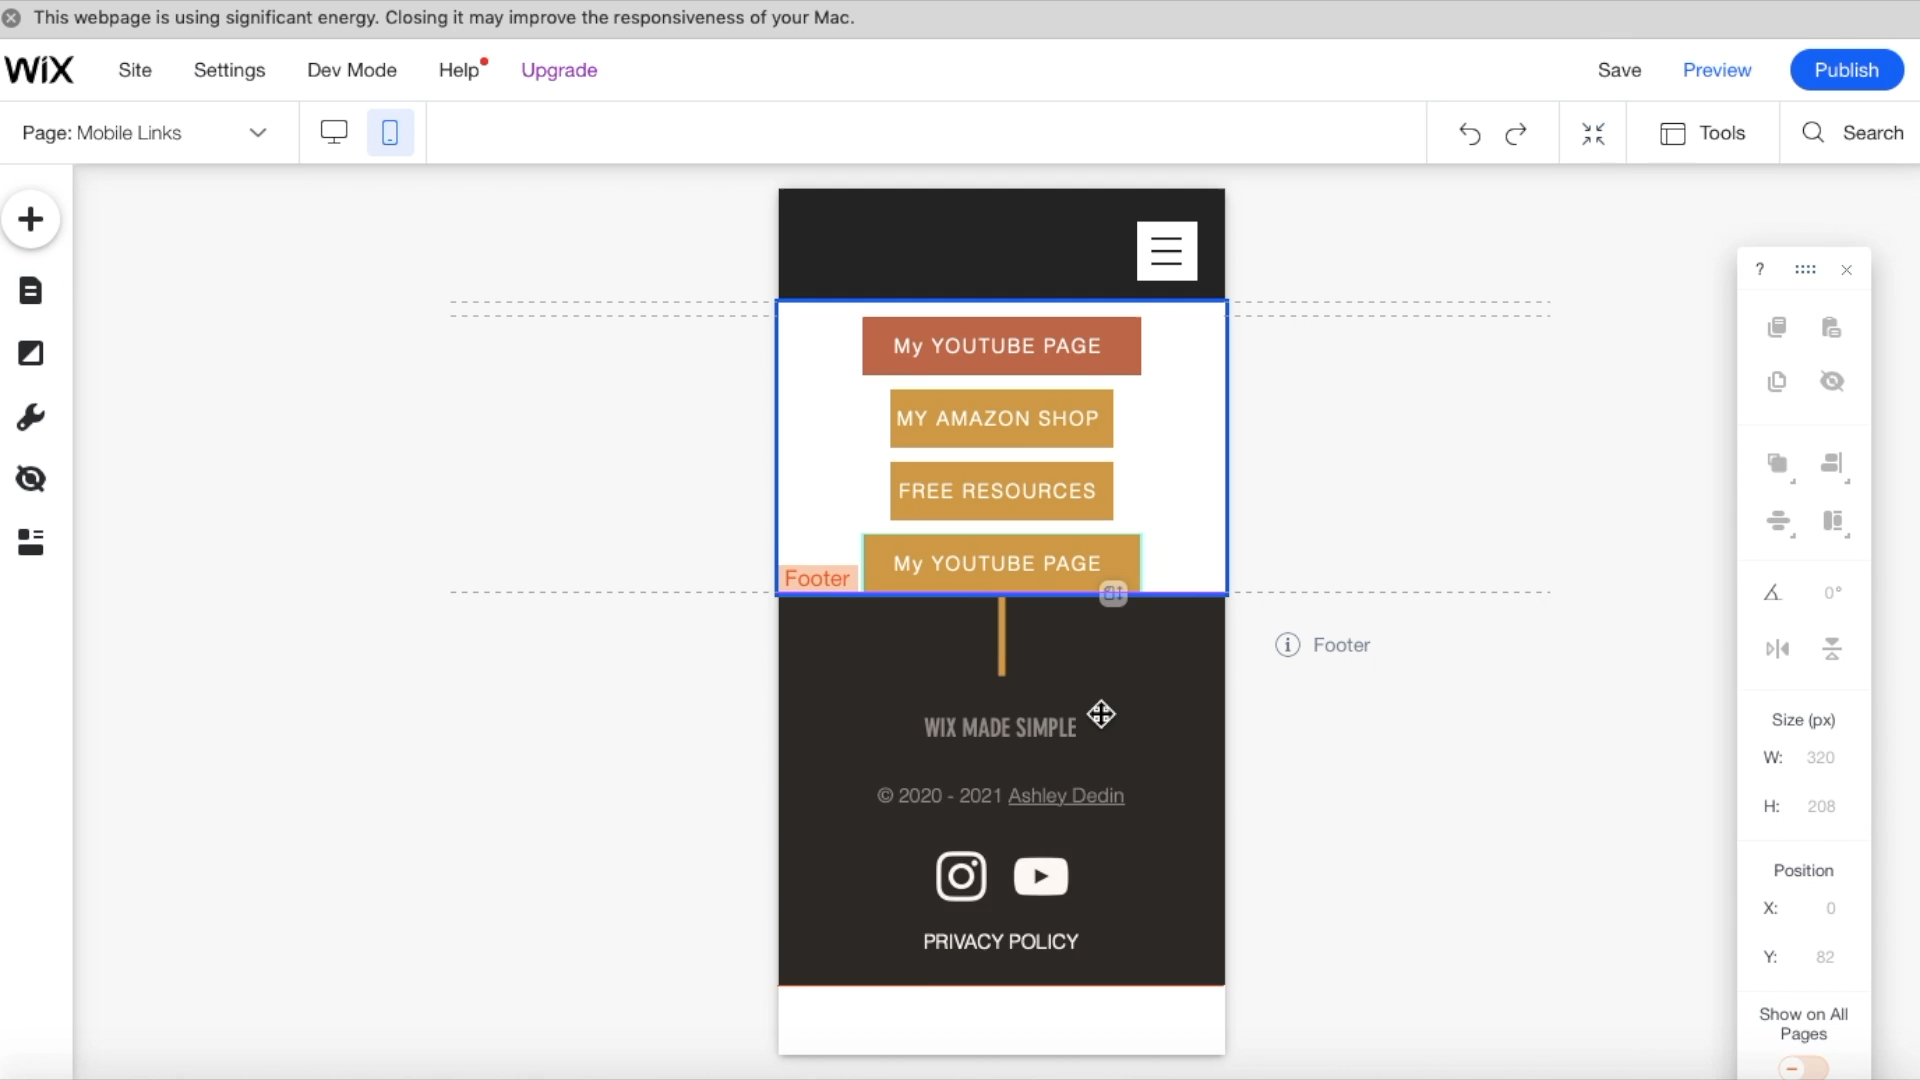 This webpage is using significant energy. Closing it may improve the responsiveness of your Mac.
WIX Site Settings Dev Mode Help Upgrade Save Preview Publish
Page: Mobile Links Tools Search
My YOUTUBE PAGE
MY AMAZON SHOP
FREE RESOURCES
My YOUTUBE PAGE
Footer
Footer
WIX MADE SIMPLE
© 2020 - 2021 Ashley Dedin
PRIVACY POLICY
?
0°
Size (px)
W: 320
H: 208
Position
X: 0
Y: 82
Show on All
Pages